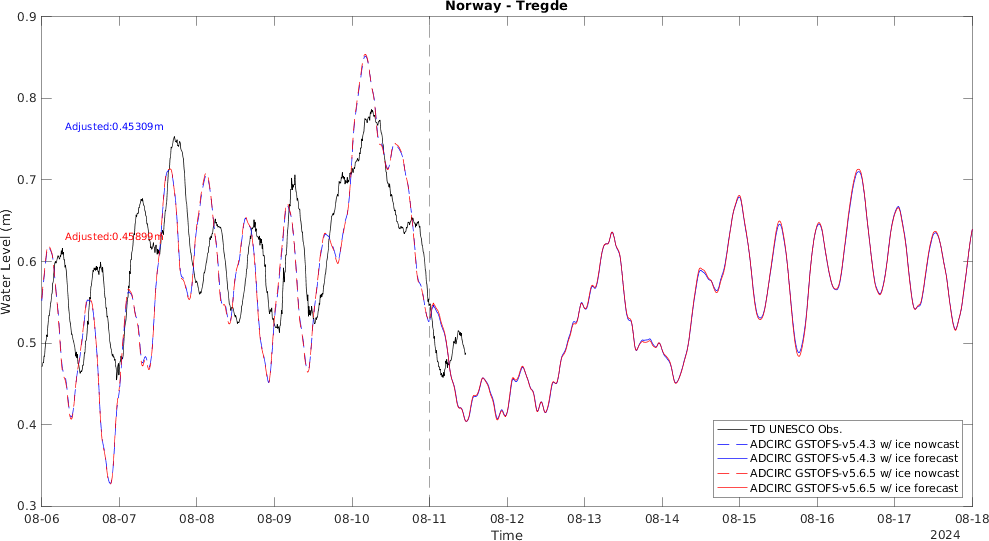 Norway - Tregde
0.9
0.8
0.7
0.6
0.5
0.4
0.3
Water Level (m)
Adjusted:0.45309m
Adjusted:0.45899m
TD UNESCO Obs.
ADCIRC GSTOFS-v5.4.3 w/ ice nowcast
ADCIRC GSTOFS-v5.4.3 w/ ice forecast
ADCIRC GSTOFS-v5.6.5 w/ ice nowcast
ADCIRC GSTOFS-v5.6.5 w/ ice forecast
08-06 08-07 08-08 08-09 08-10 08-11 08-12 08-13 08-14 08-15 08-16 08-17 08-18
Time
2024